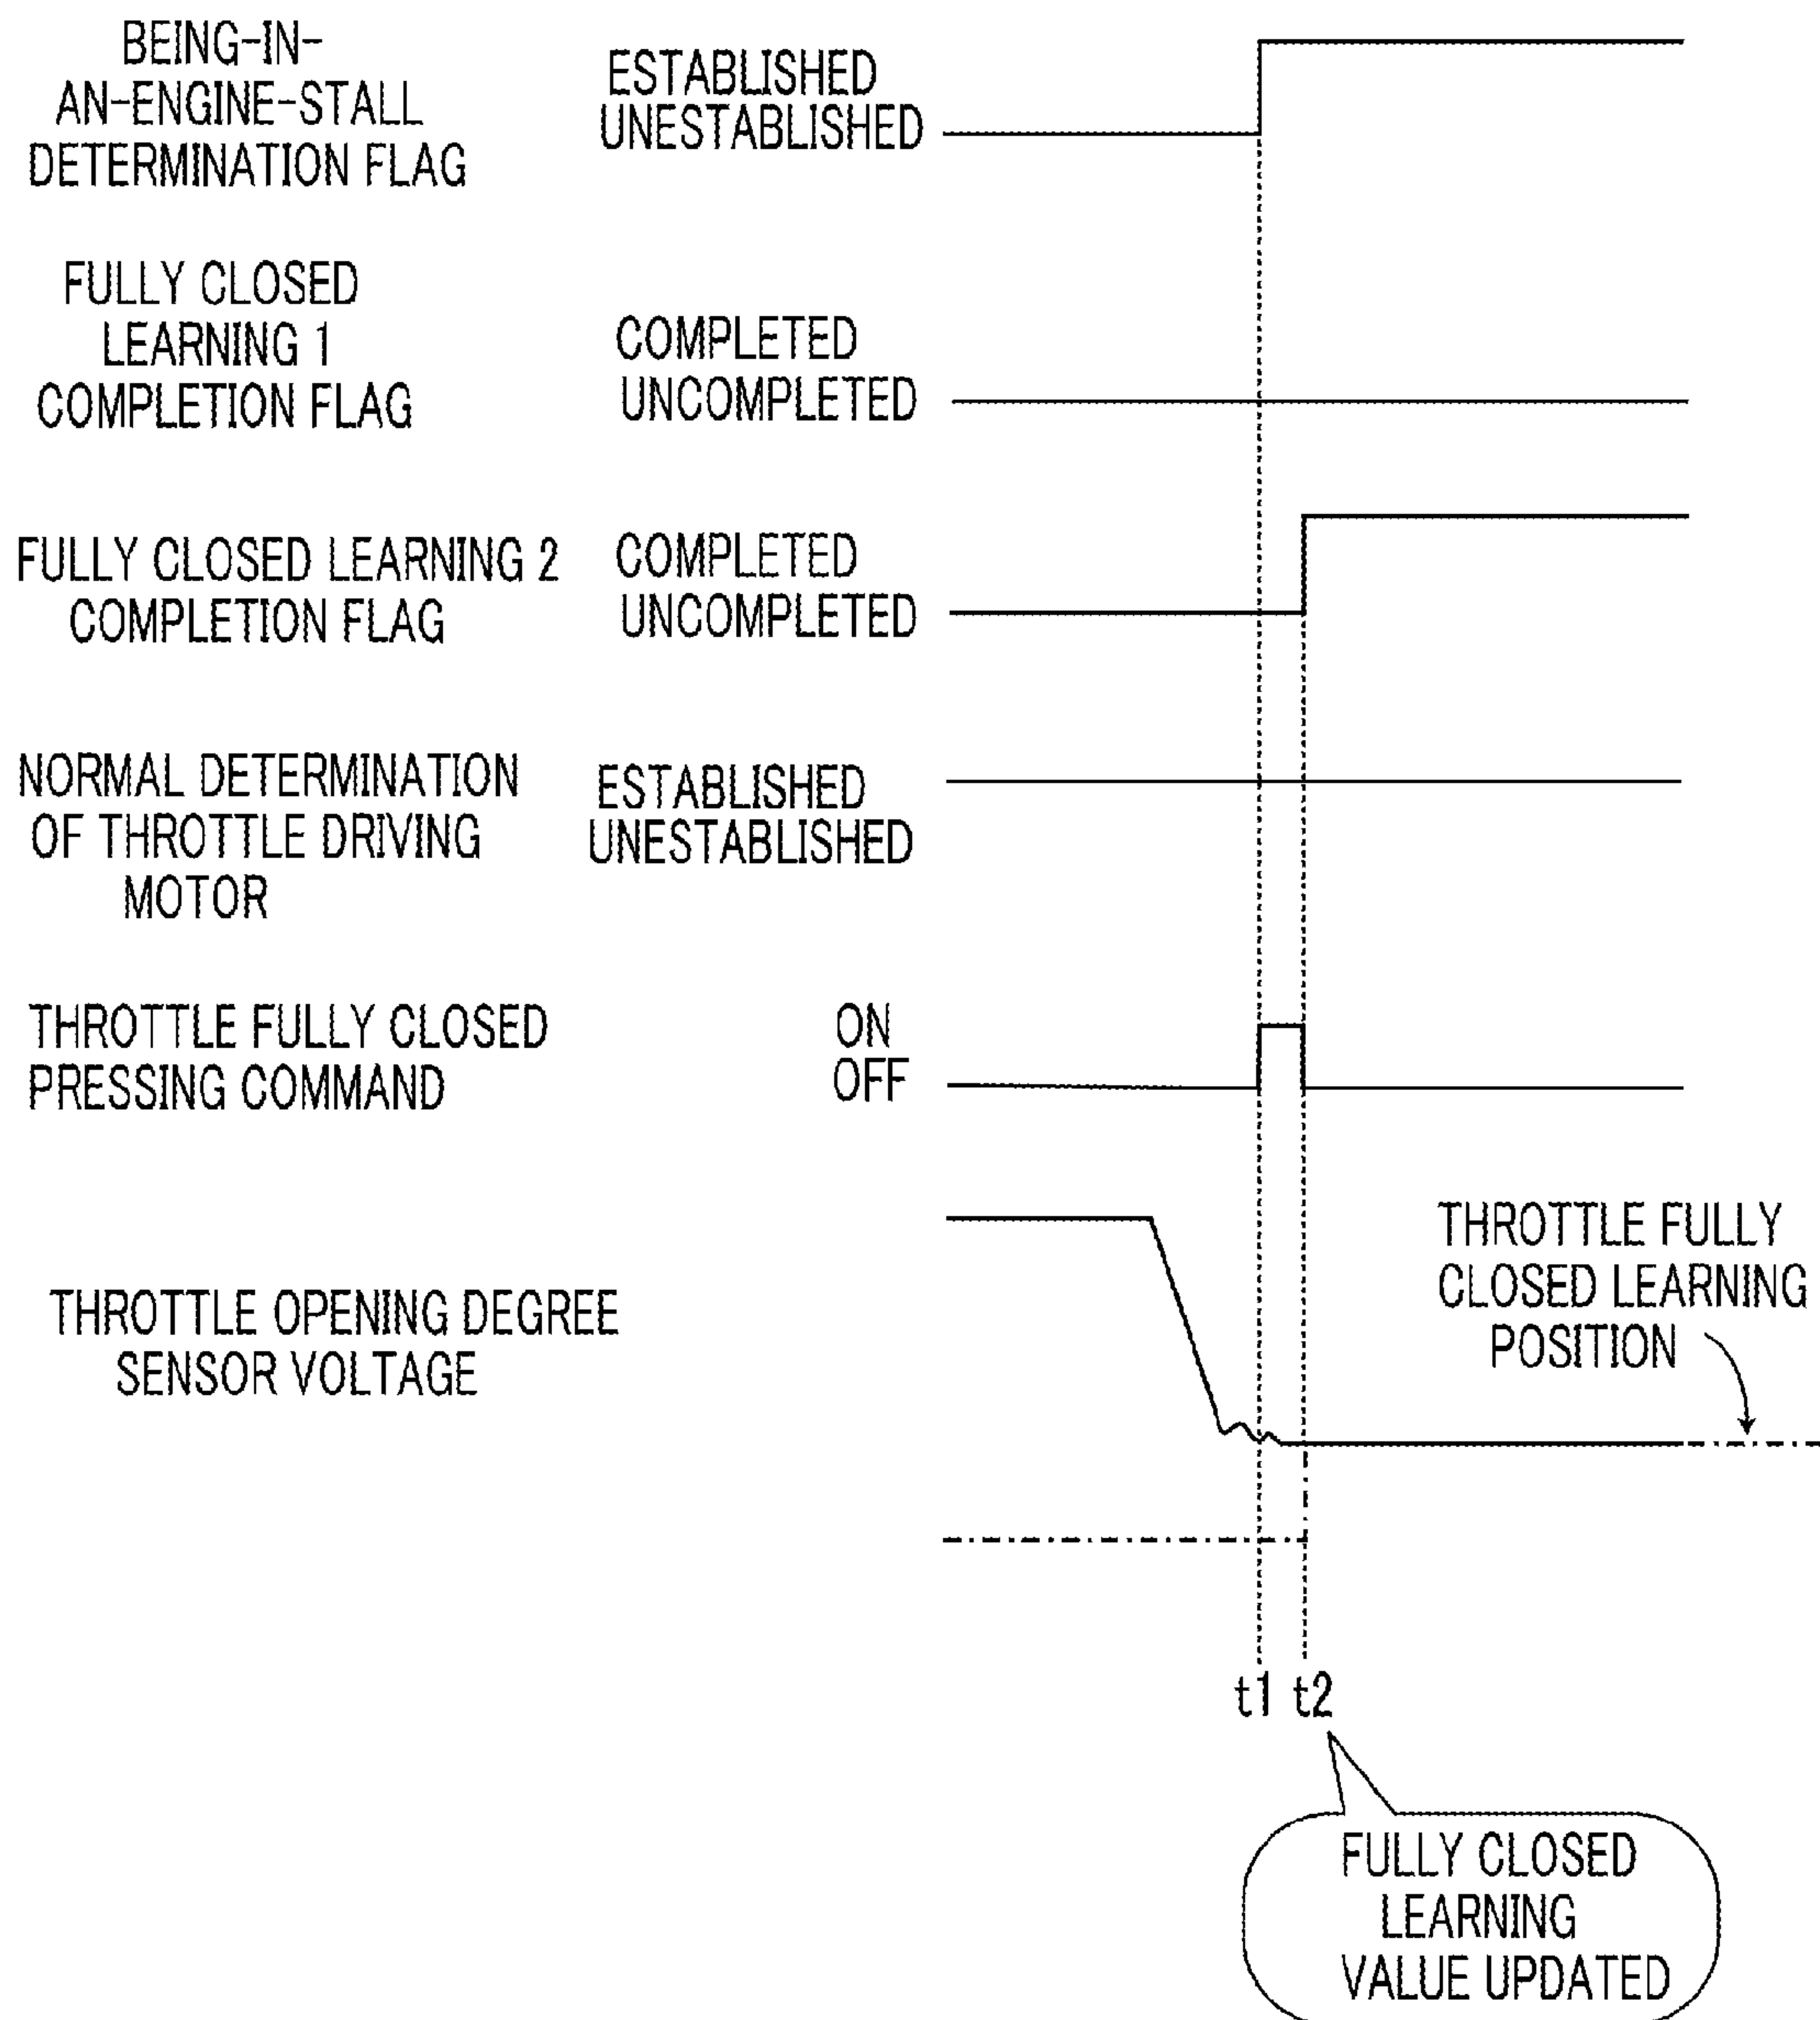 BEING-IN-
AN-ENGINE-STALL
DETERMINATION FLAG
ESTABLISHED
UNESTABLISHED
FULLY CLOSED
LEARNING 1
COMPLETION FLAG
COMPLETED
UNCOMPLETED
FULLY CLOSED LEARNING 2
COMPLETION FLAG
COMPLETED
UNCOMPLETED
NORMAL DETERMINATION
OF THROTTLE DRIVING
MOTOR
ESTABLISHED
UNESTABLISHED
THROTTLE FULLY CLOSED
PRESSING COMMAND
ON
OFF
THROTTLE OPENING DEGREE
SENSOR VOLTAGE
THROTTLE FULLY
CLOSED LEARNING
POSITION
t1 t2
FULLY CLOSED
LEARNING
VALUE UPDATED